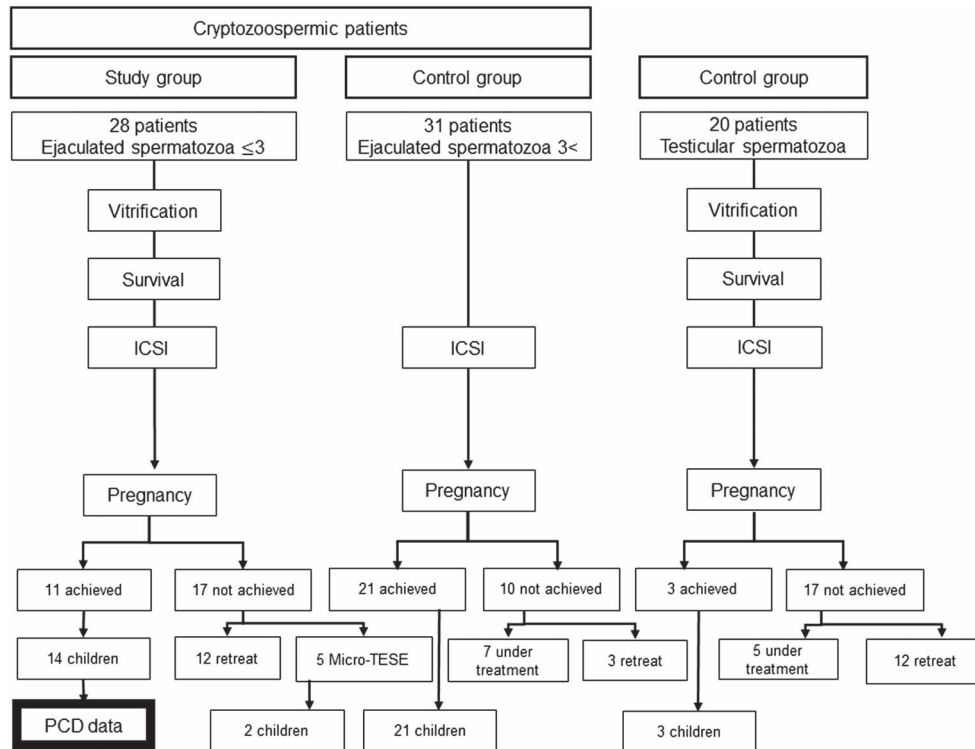 Cryptozoospermic patients
Study group
Control group
Control group
28 patients
Ejaculated spermatozoa ≤3
31 patients
Ejaculated spermatozoa 3<
20 patients
Testicular spermatozoa
Vitrification
Vitrification
Survival
Survival
ICSI
ICSI
ICSI
Pregnancy
Pregnancy
Pregnancy
11 achieved
17 not achieved
21 achieved
10 not achieved
3 achieved
17 not achieved
14 children
12 retreat
5 Micro-TESE
7 under
treatment
3 retreat
5 under
treatment
12 retreat
PCD data
2 children
21 children
3 children